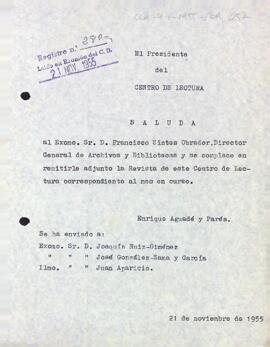 Registro n.º 280
Leído en Reunión del C. D.
21 NOV. 1955
El Presidente
del
CENTRO DE LECTURA
S A L U D A
al Excmo. Sr. D. Francisco Sintes Obrador, Director
General de Archivos y Bibliotecas y se complace en
remitirle adjunto la Revista de este Centro de Lec-
tura correspondiente al mes en curso.
Enrique Aguadé y Parés.
Se ha enviado a:
Excmo. Sr. D. Joaquín Ruiz-Giménez
" " " José González-Sama y García
Ilmo. " " Juan Aparicio.
21 de noviembre de 1955